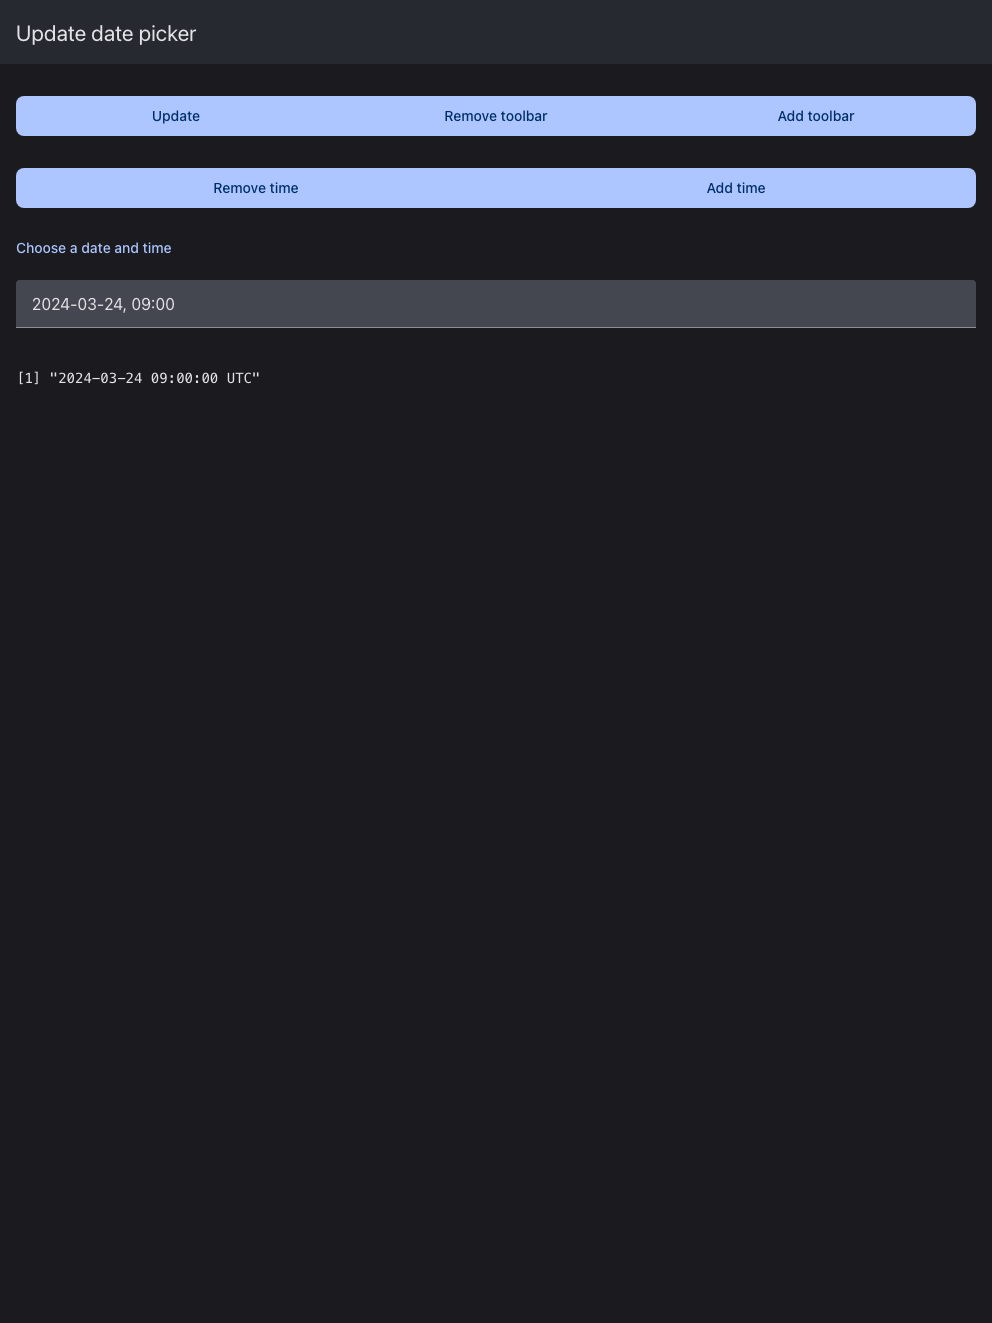 Update date picker
Update Remove toolbar Add toolbar
Remove time Add time
Choose a date and time
2024-03-24, 09:00
[1] "2024-03-24 09:00:00 UTC"